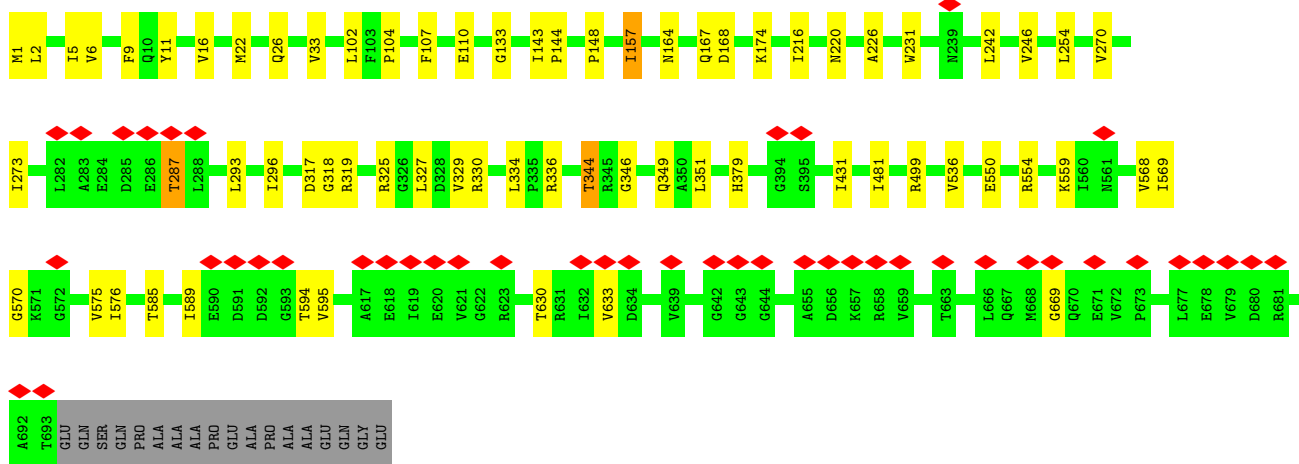 M1 L2 I5 V6 F9 Q10 Y11 V16 M22 Q26 V33 L102 F103 P104 F107 E110 G133 I143 P144 P148 I157 N164 Q167 D168 K174 I216 N220 A226 W231 N239 L242 V246 L254 V270
I273 L282 A283 E284 D285 E286 T287 L288 L293 I296 D317 G318 R319 R325 G326 L327 D328 V329 R330 L334 P335 R336 T344 R345 G346 Q349 A350 L351 H379 G394 S395 I431 I481 R499 V536 E550 R554 K559 I560 N561 V568 I569
G570 K571 G572 V575 I576 T585 I589 E590 D591 D592 G593 T594 V595 A617 E618 I619 E620 V621 G622 R623 T630 R631 I632 V633 D634 V639 G642 G643 G644 A655 D656 K657 R658 V659 T663 L666 Q667 M668 G669 Q670 E671 V672 P673 L677 E678 V679 D680 R681
A692 T693 GLU GLN SER GLN PRO ALA ALA ALA PRO GLU ALA PRO ALA ALA GLU GLN GLY GLU